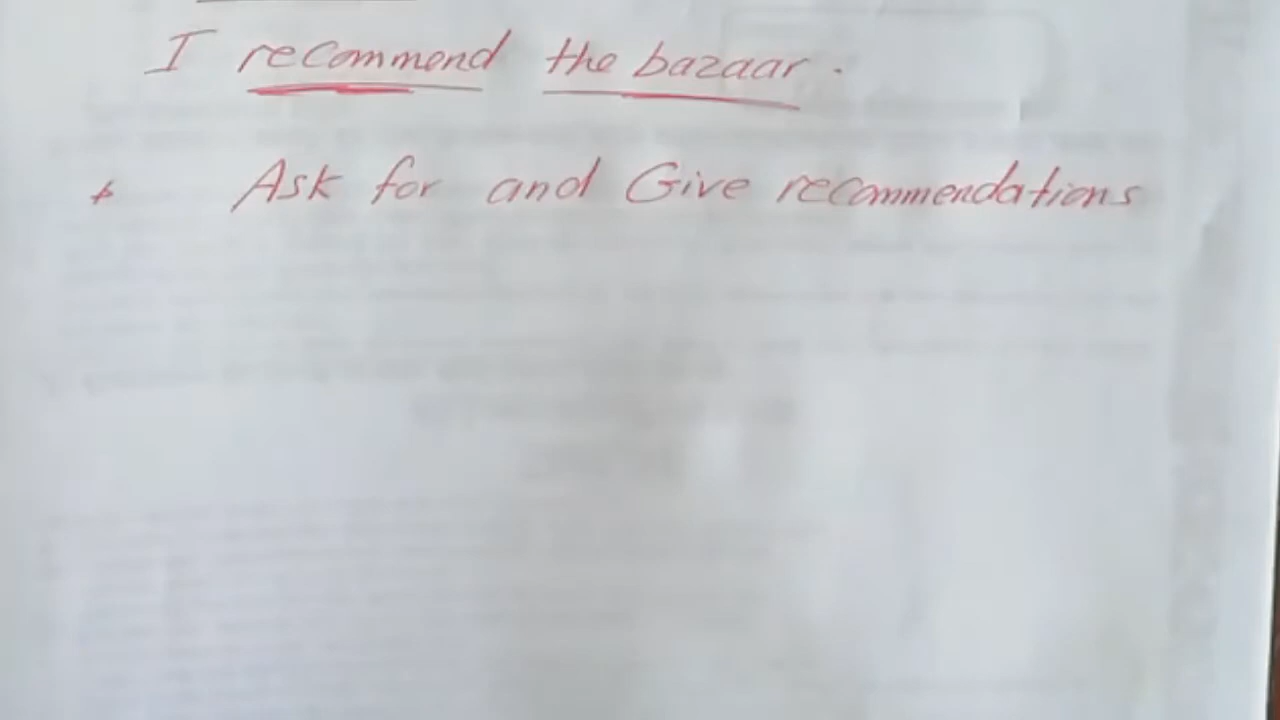 I recommend the bazaar.
* Ask for and Give recommendations